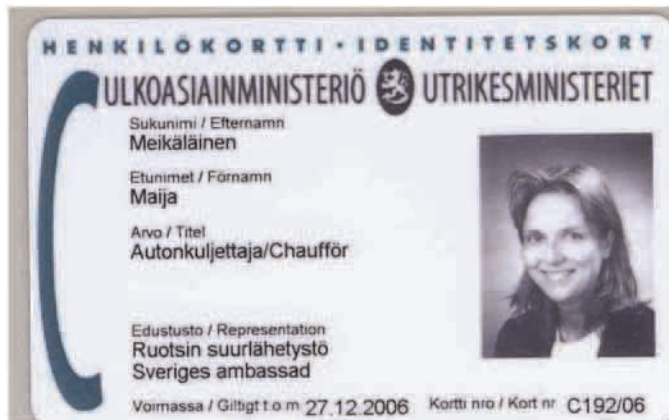 HENKILÖKORTTI • IDENTITETSKORT
ULKOASIAINMINISTERIÖ UTRIKESMINISTERIET
Sukunimi / Efternamn
Meikäläinen
Etunimet / Förnamn
Maija
Arvo / Titel
Autonkuljettaja/Chaufför
Edustusto / Representation
Ruotsin suurlähetystö
Sveriges ambassad
Voimassa / Giltigt t o m 27.12.2006 Kortti nro / Kort nr C192/06